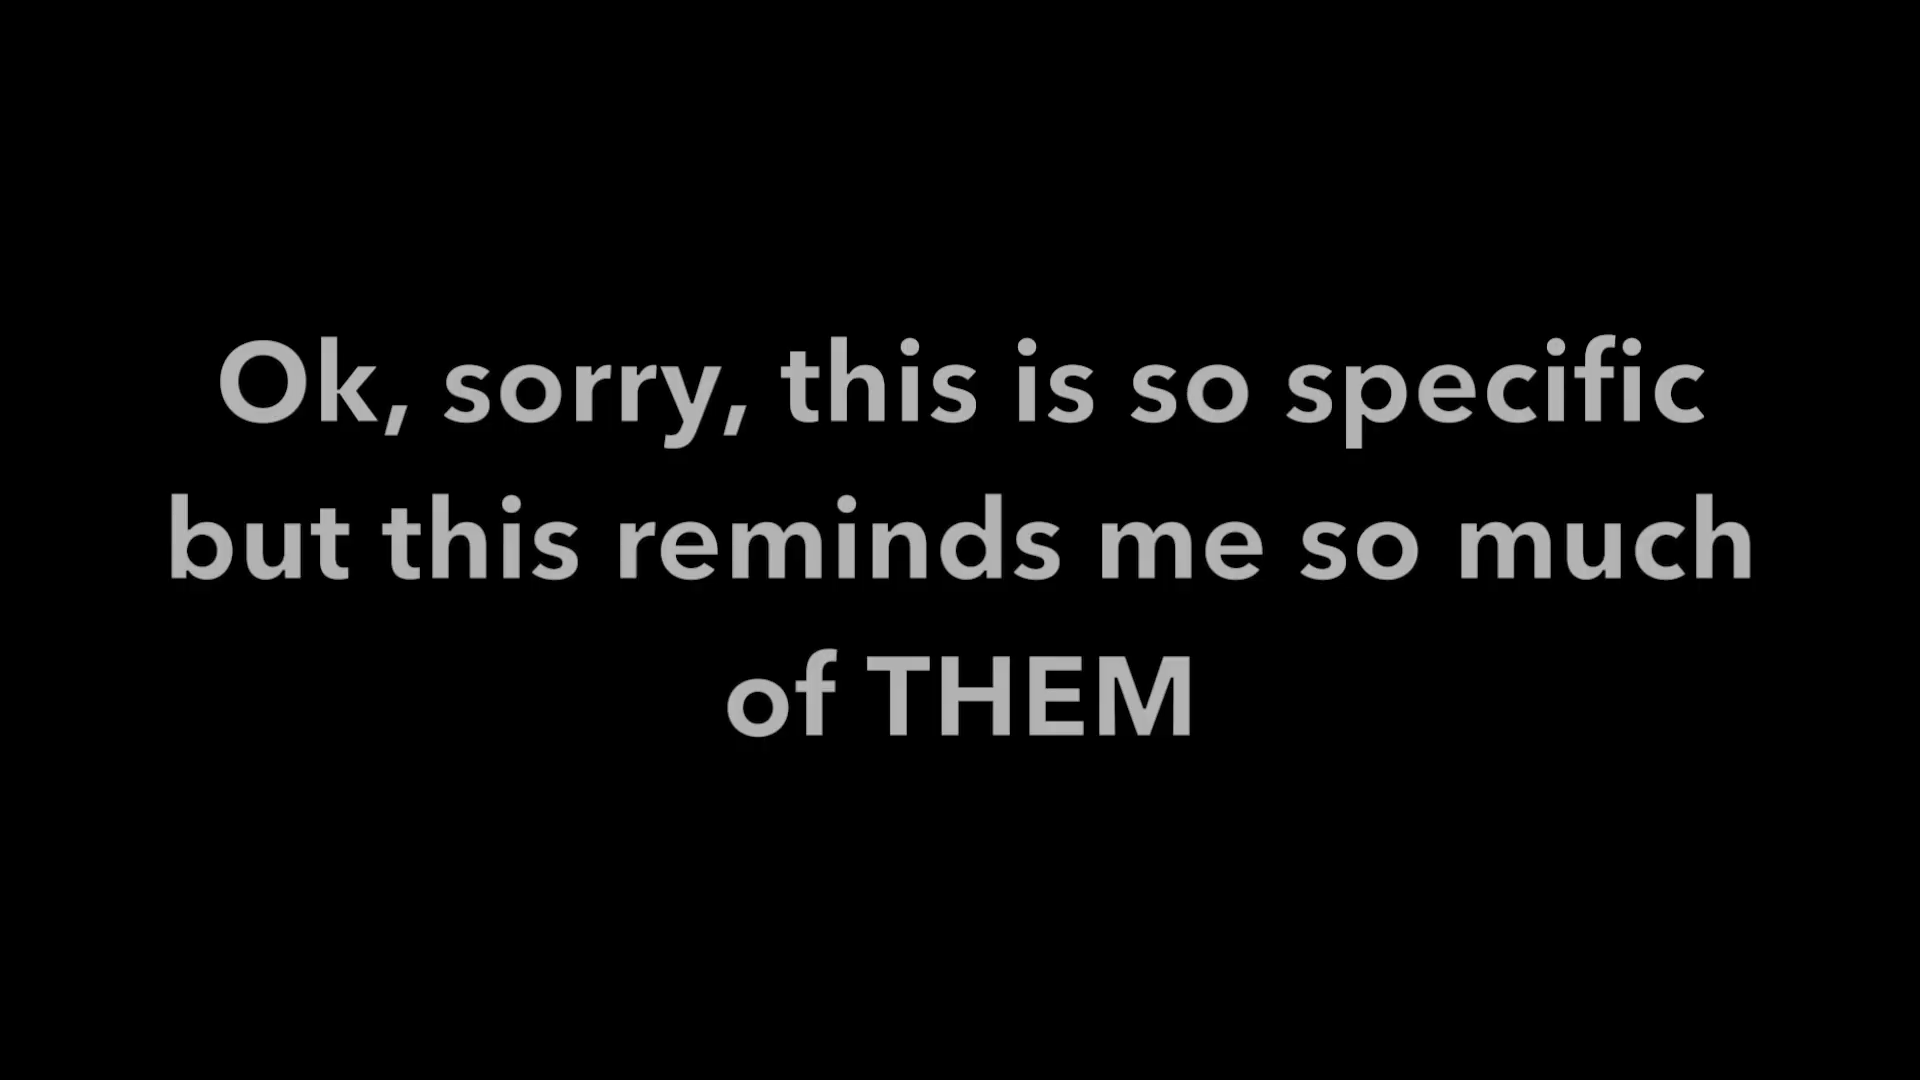 Ok, sorry, this is so specific
but this reminds me so much
of THEM